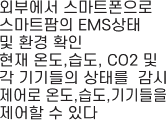 외부에서 스마트폰으로
스마트팜의 EMS상태
및 환경 확인
현재 온도,습도, CO2 및
각 기기들의 상태를  감시
제어로 온도,습도,기기들을
제어할 수 있다